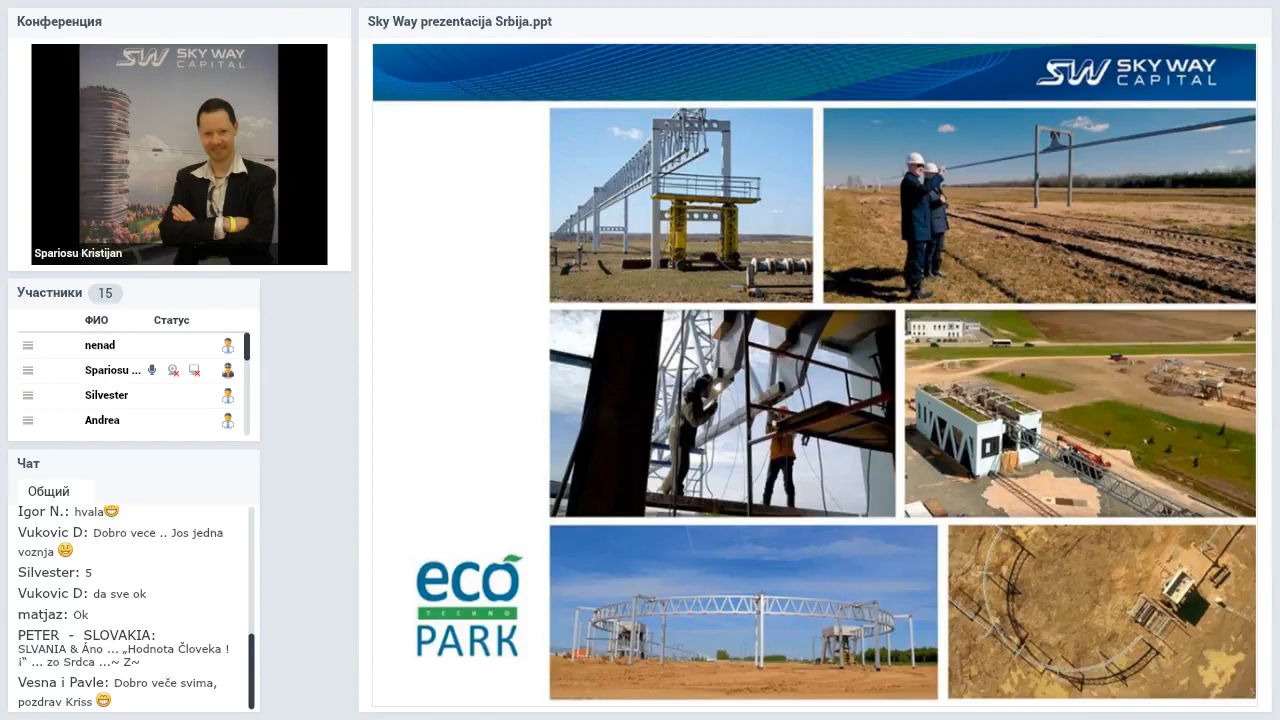 Конференция
SW SKY WAY
CAPITAL
Spariosu Kristijan
Участники 15
ФИО Статус
nenad
Spariosu ...
Silvester
Andrea
Чат
Общий
Igor N.: hvala
Vukovic D: Dobro vece .. Jos jedna
voznja
Silvester: 5
Vukovic D: da sve ok
matjaz: Ok
PETER - SLOVAKIA:
SLVANIA & Áno ... „Hodnota Človeka !
i“ ... zo Srdca ...~ Z~
Vesna i Pavle: Dobro veče svima,
pozdrav Kriss
Sky Way prezentacija Srbija.ppt
SW SKY WAY
CAPITAL
eco
TECHNO
PARK